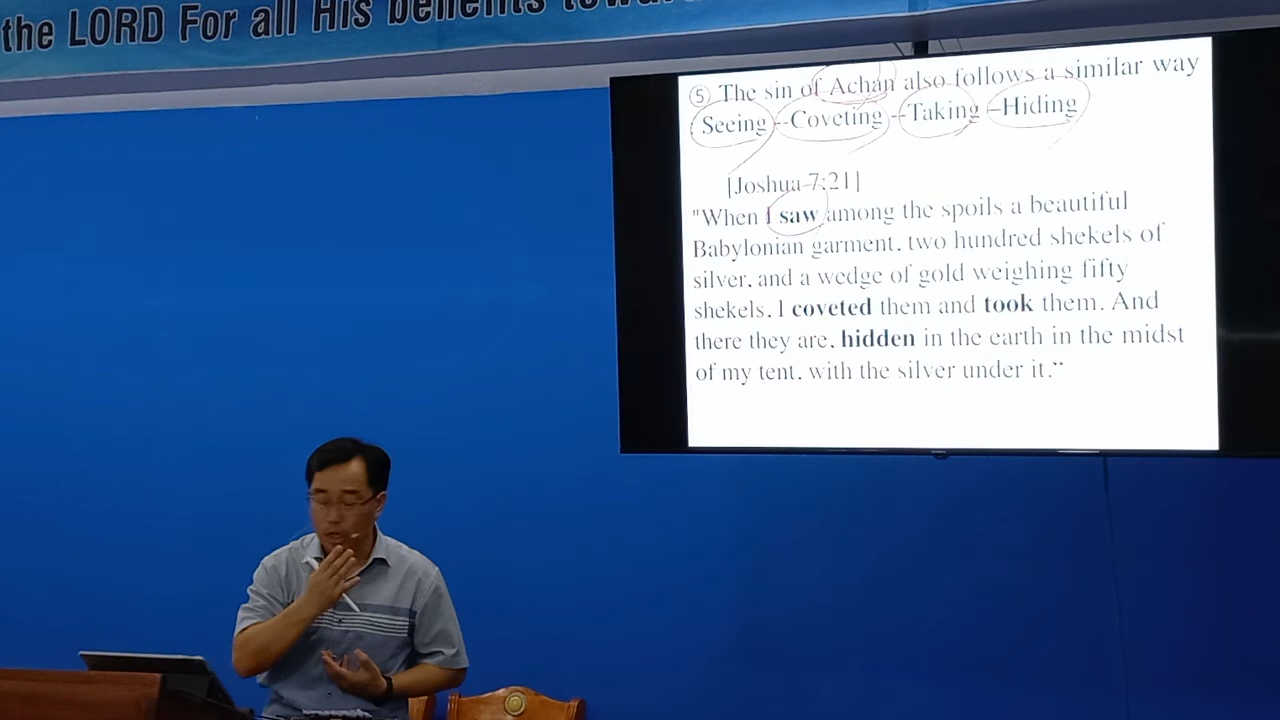 the LORD For all His benefits
⑤ The sin of Achan also follows a similar way
Seeing --Coveting --Taking –Hiding
[Joshua 7:21]
"When I saw among the spoils a beautiful
Babylonian garment, two hundred shekels of
silver, and a wedge of gold weighing fifty
shekels, I coveted them and took them. And
there they are, hidden in the earth in the midst
of my tent, with the silver under it."